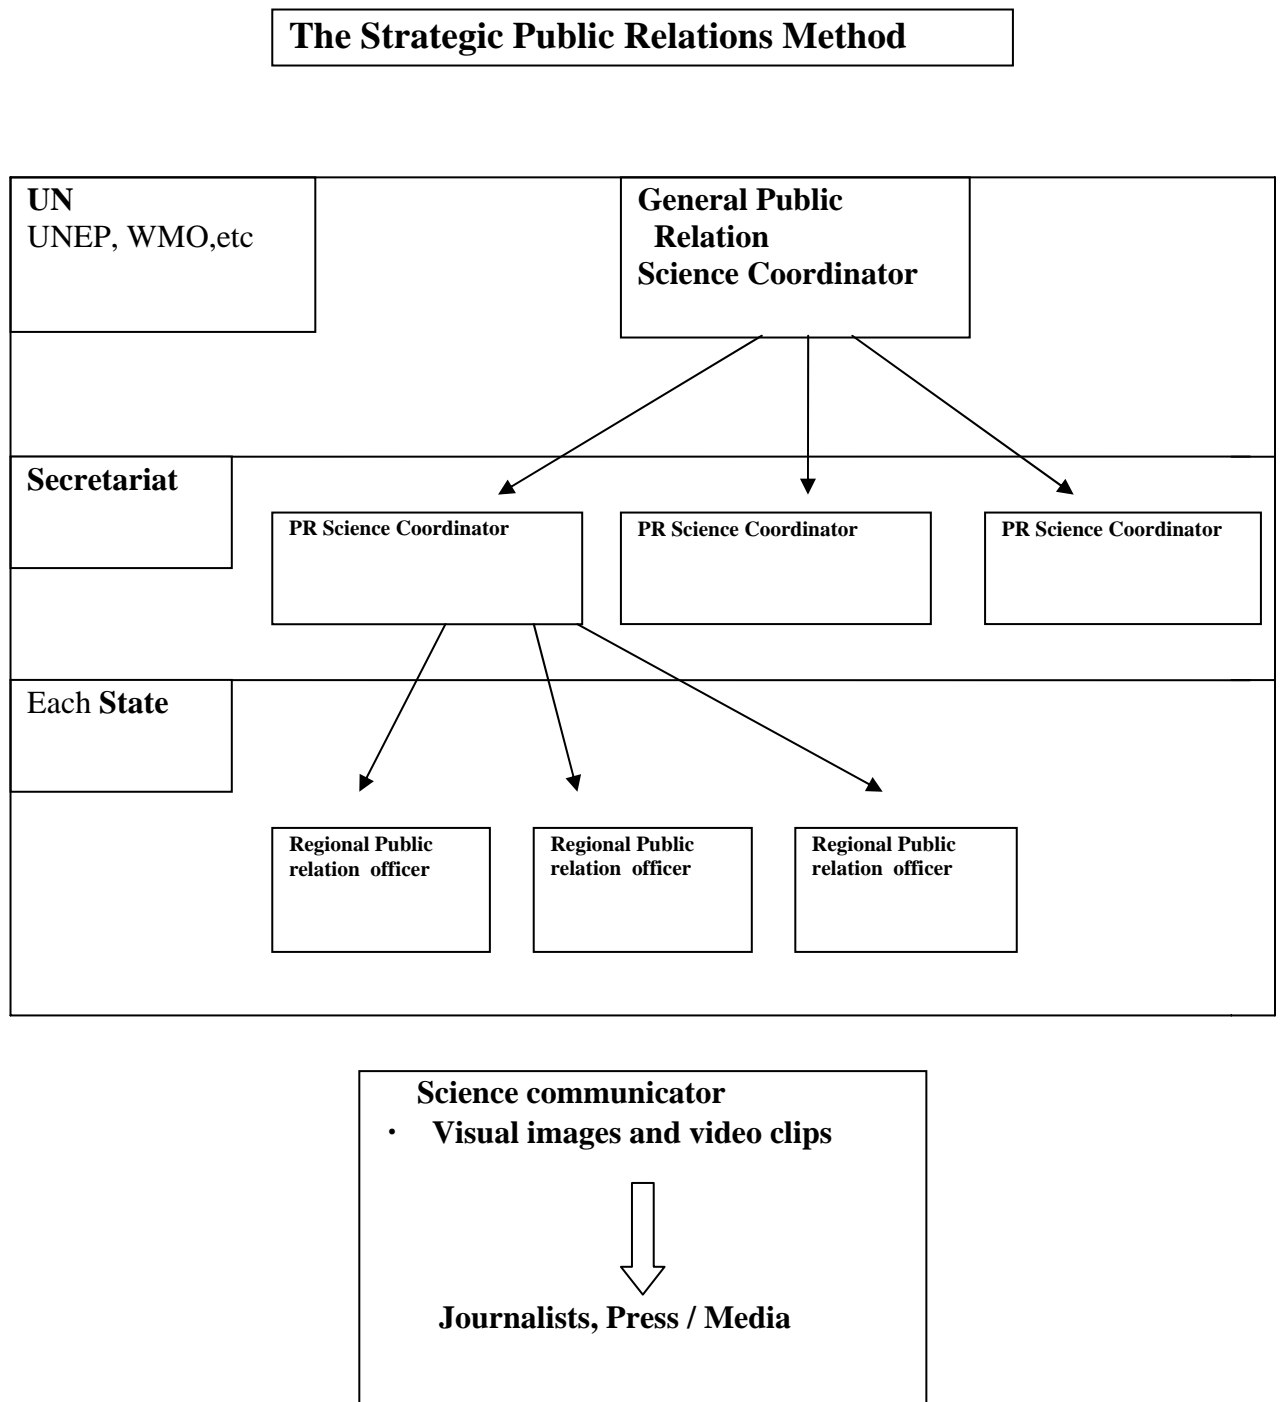 The Strategic Public Relations Method
UN
UNEP, WMO,etc
General Public
Relation
Science Coordinator
Secretariat
PR Science Coordinator
PR Science Coordinator
PR Science Coordinator
Each State
Regional Public
relation officer
Regional Public
relation officer
Regional Public
relation officer
Science communicator
· Visual images and video clips
Journalists, Press / Media